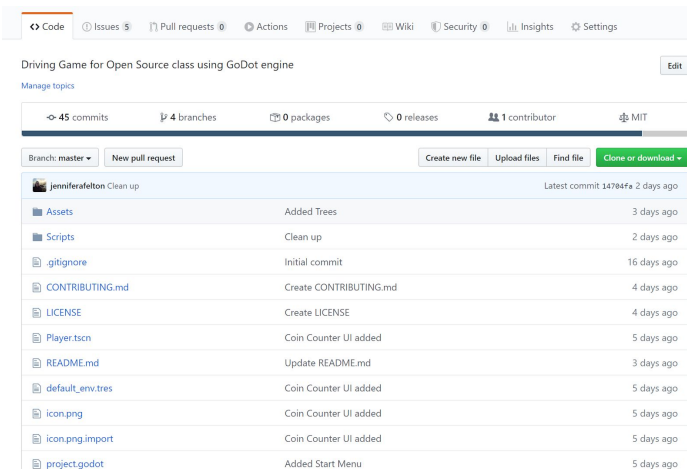 Code Issues 5 Pull requests 0 Actions Projects 0 Wiki Security 0 Insights Settings
Driving Game for Open Source class using GoDot engine Edit
Manage topics
45 commits 4 branches 0 packages 0 releases 1 contributor MIT
Branch: master New pull request Create new file Upload files Find file Clone or download
jenniferafelton Clean up Latest commit 14704fa 2 days ago
Assets Added Trees 3 days ago
Scripts Clean up 2 days ago
.gitignore Initial commit 16 days ago
CONTRIBUTING.md Create CONTRIBUTING.md 4 days ago
LICENSE Create LICENSE 4 days ago
Player.tscn Coin Counter UI added 5 days ago
README.md Update README.md 3 days ago
default_env.tres Coin Counter UI added 5 days ago
icon.png Coin Counter UI added 5 days ago
icon.png.import Coin Counter UI added 5 days ago
project.godot Added Start Menu 5 days ago